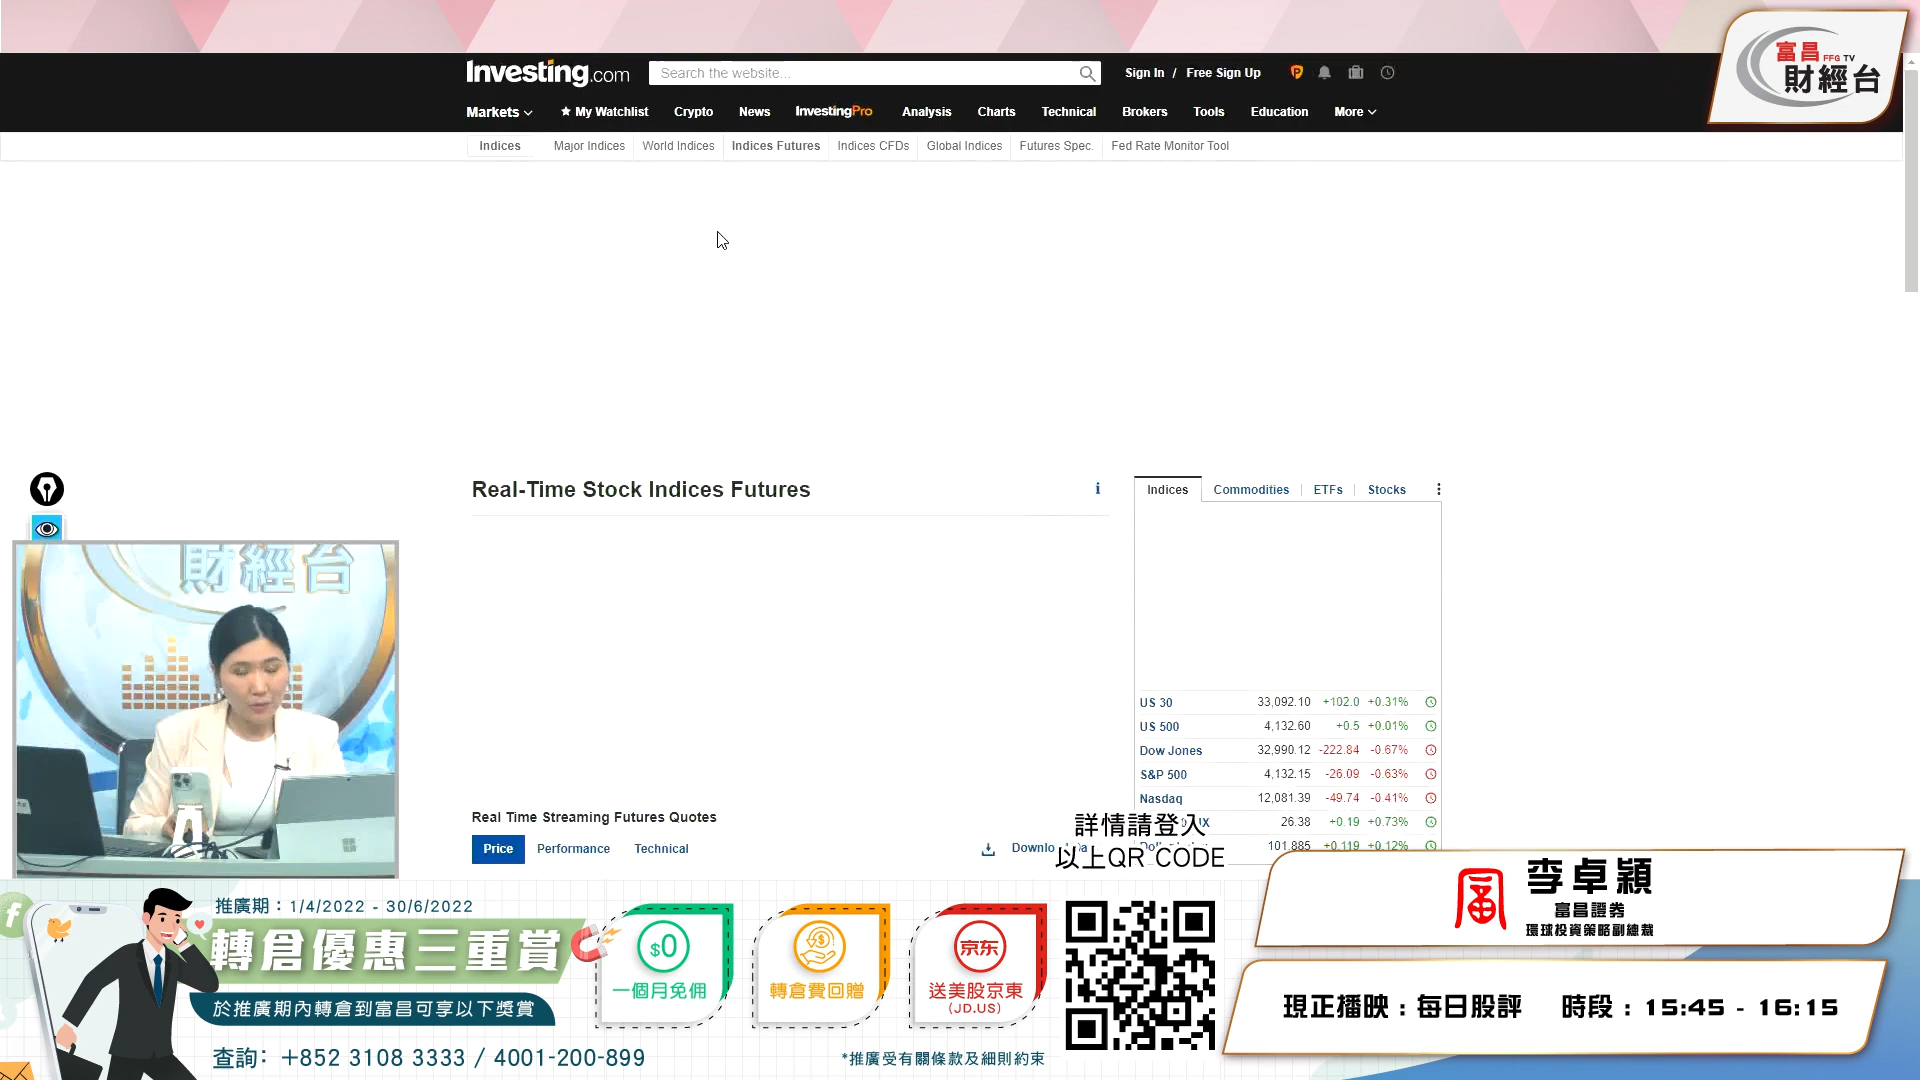 富昌 FFG TV
財經台
Investing.com
Search the website...
Sign In / Free Sign Up
Markets
My Watchlist
Crypto
News
InvestingPro
Analysis
Charts
Technical
Brokers
Tools
Education
More
Indices
Major Indices
World Indices
Indices Futures
Indices CFDs
Global Indices
Futures Spec.
Fed Rate Monitor Tool
Real-Time Stock Indices Futures
Indices
Commodities
ETFs
Stocks
財經台
US 30 33,092.10 +102.0 +0.31%
US 500 4,132.60 +0.5 +0.01%
Dow Jones 32,990.12 -222.84 -0.67%
S&P 500 4,132.15 -26.09 -0.63%
Nasdaq 12,081.39 -49.74 -0.41%
26.38 +0.19 +0.73%
101.885 +0.119 +0.12%
Real Time Streaming Futures Quotes
Price
Performance
Technical
詳情請登入
以上QR CODE
推廣期：1/4/2022 - 30/6/2022
轉倉優惠三重賞
於推廣期內轉倉到富昌可享以下獎賞
查詢： +852 3108 3333 / 4001-200-899
$0
一個月免佣
轉倉費回贈
京东
送美股京東
(JD.US)
*推廣受有關條款及細則約束
李卓穎
富昌證券
環球投資策略副總裁
現正播映：每日股評 時段：15:45 - 16:15